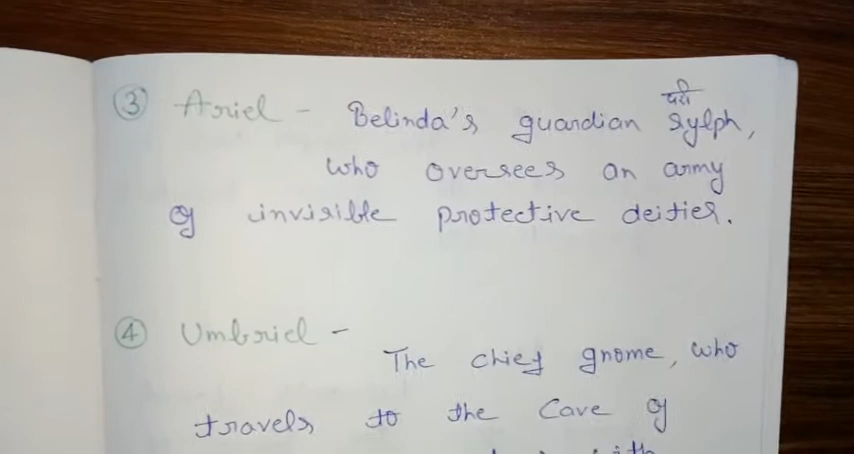 ③ Ariel - Belinda's guardian sylph,
परी
who oversees an army
of invisible protective deities.
④ Umbriel -
The chief gnome, who
travels to the Cave of
with